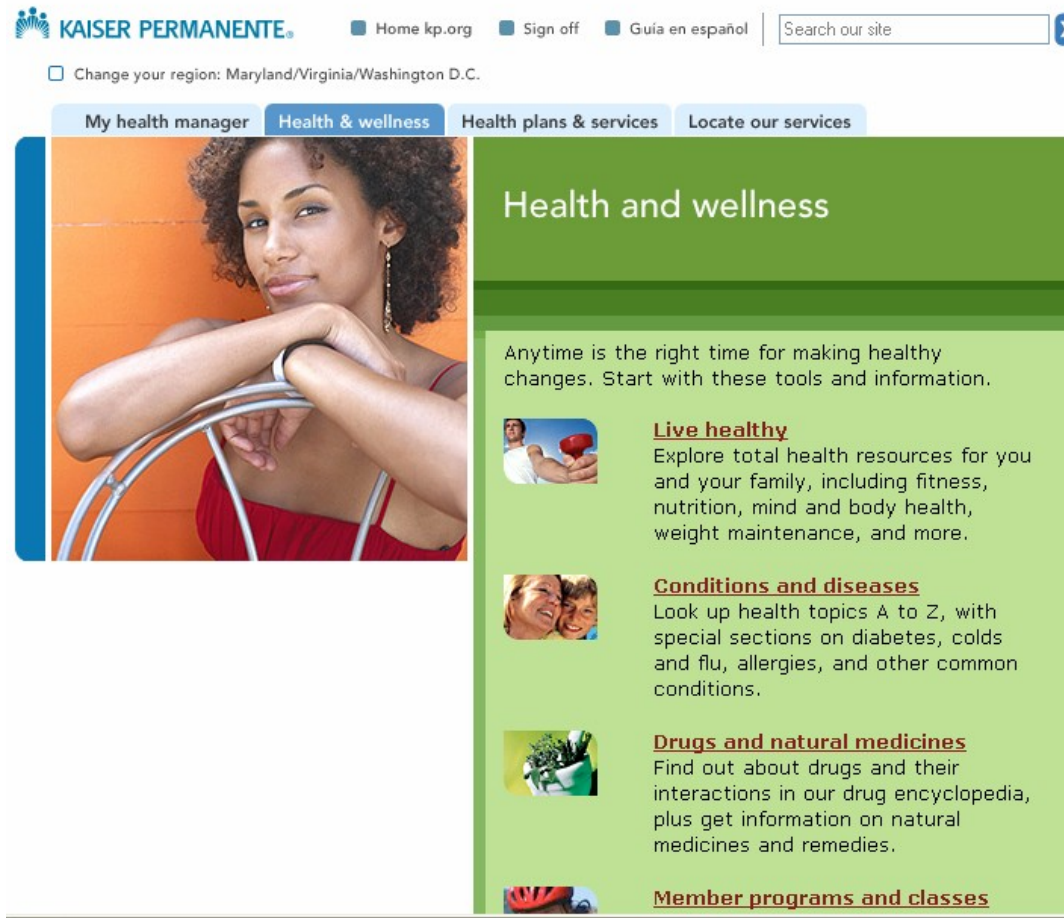 KAISER PERMANENTE®
Home kp.org
Sign off
Guía en español
Search our site
Change your region: Maryland/Virginia/Washington D.C.
My health manager
Health & wellness
Health plans & services
Locate our services
Health and wellness
Anytime is the right time for making healthy
changes. Start with these tools and information.
Live healthy
Explore total health resources for you
and your family, including fitness,
nutrition, mind and body health,
weight maintenance, and more.
Conditions and diseases
Look up health topics A to Z, with
special sections on diabetes, colds
and flu, allergies, and other common
conditions.
Drugs and natural medicines
Find out about drugs and their
interactions in our drug encyclopedia,
plus get information on natural
medicines and remedies.
Member programs and classes